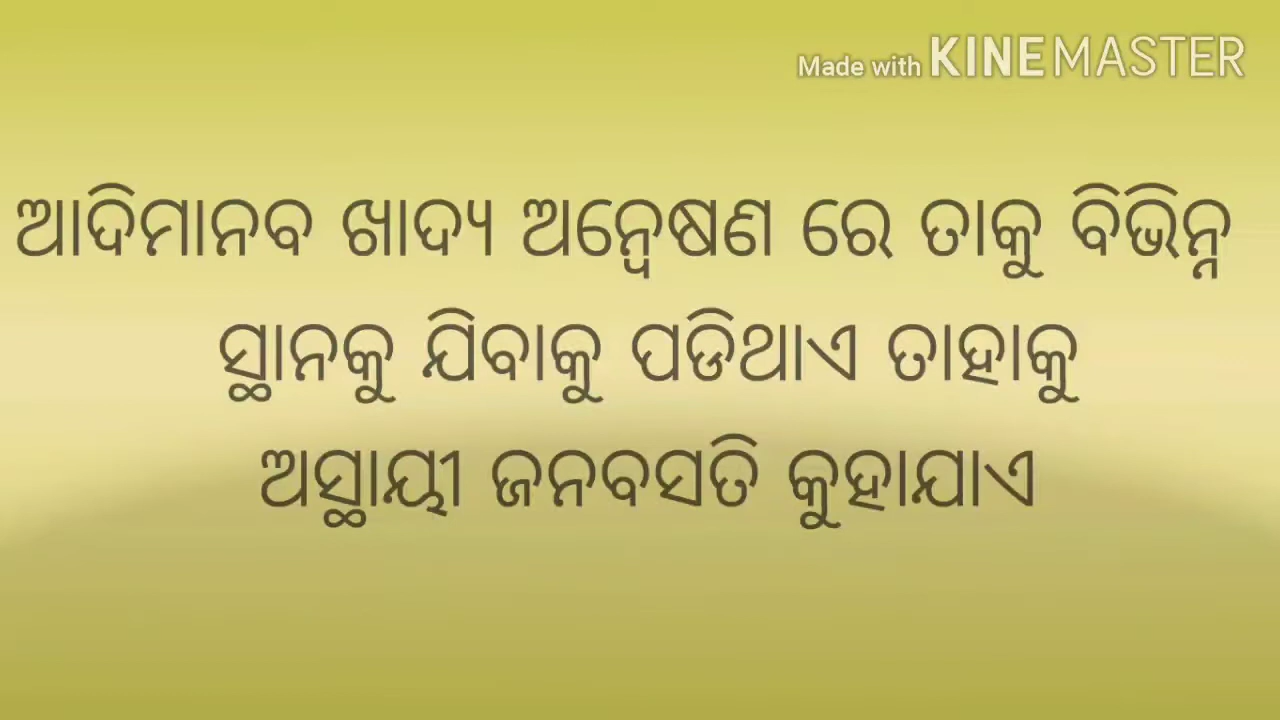 Made with KINEMASTER
ଆଦିମାନବ ଖାଦ୍ୟ ଅନ୍ୱେଷଣ ରେ ତାକୁ ବିଭିନ୍ନ
ସ୍ଥାନକୁ ଯିବାକୁ ପଡିଥାଏ ତାହାକୁ
ଅସ୍ଥାୟୀ ଜନବସତି କୁହାଯାଏ